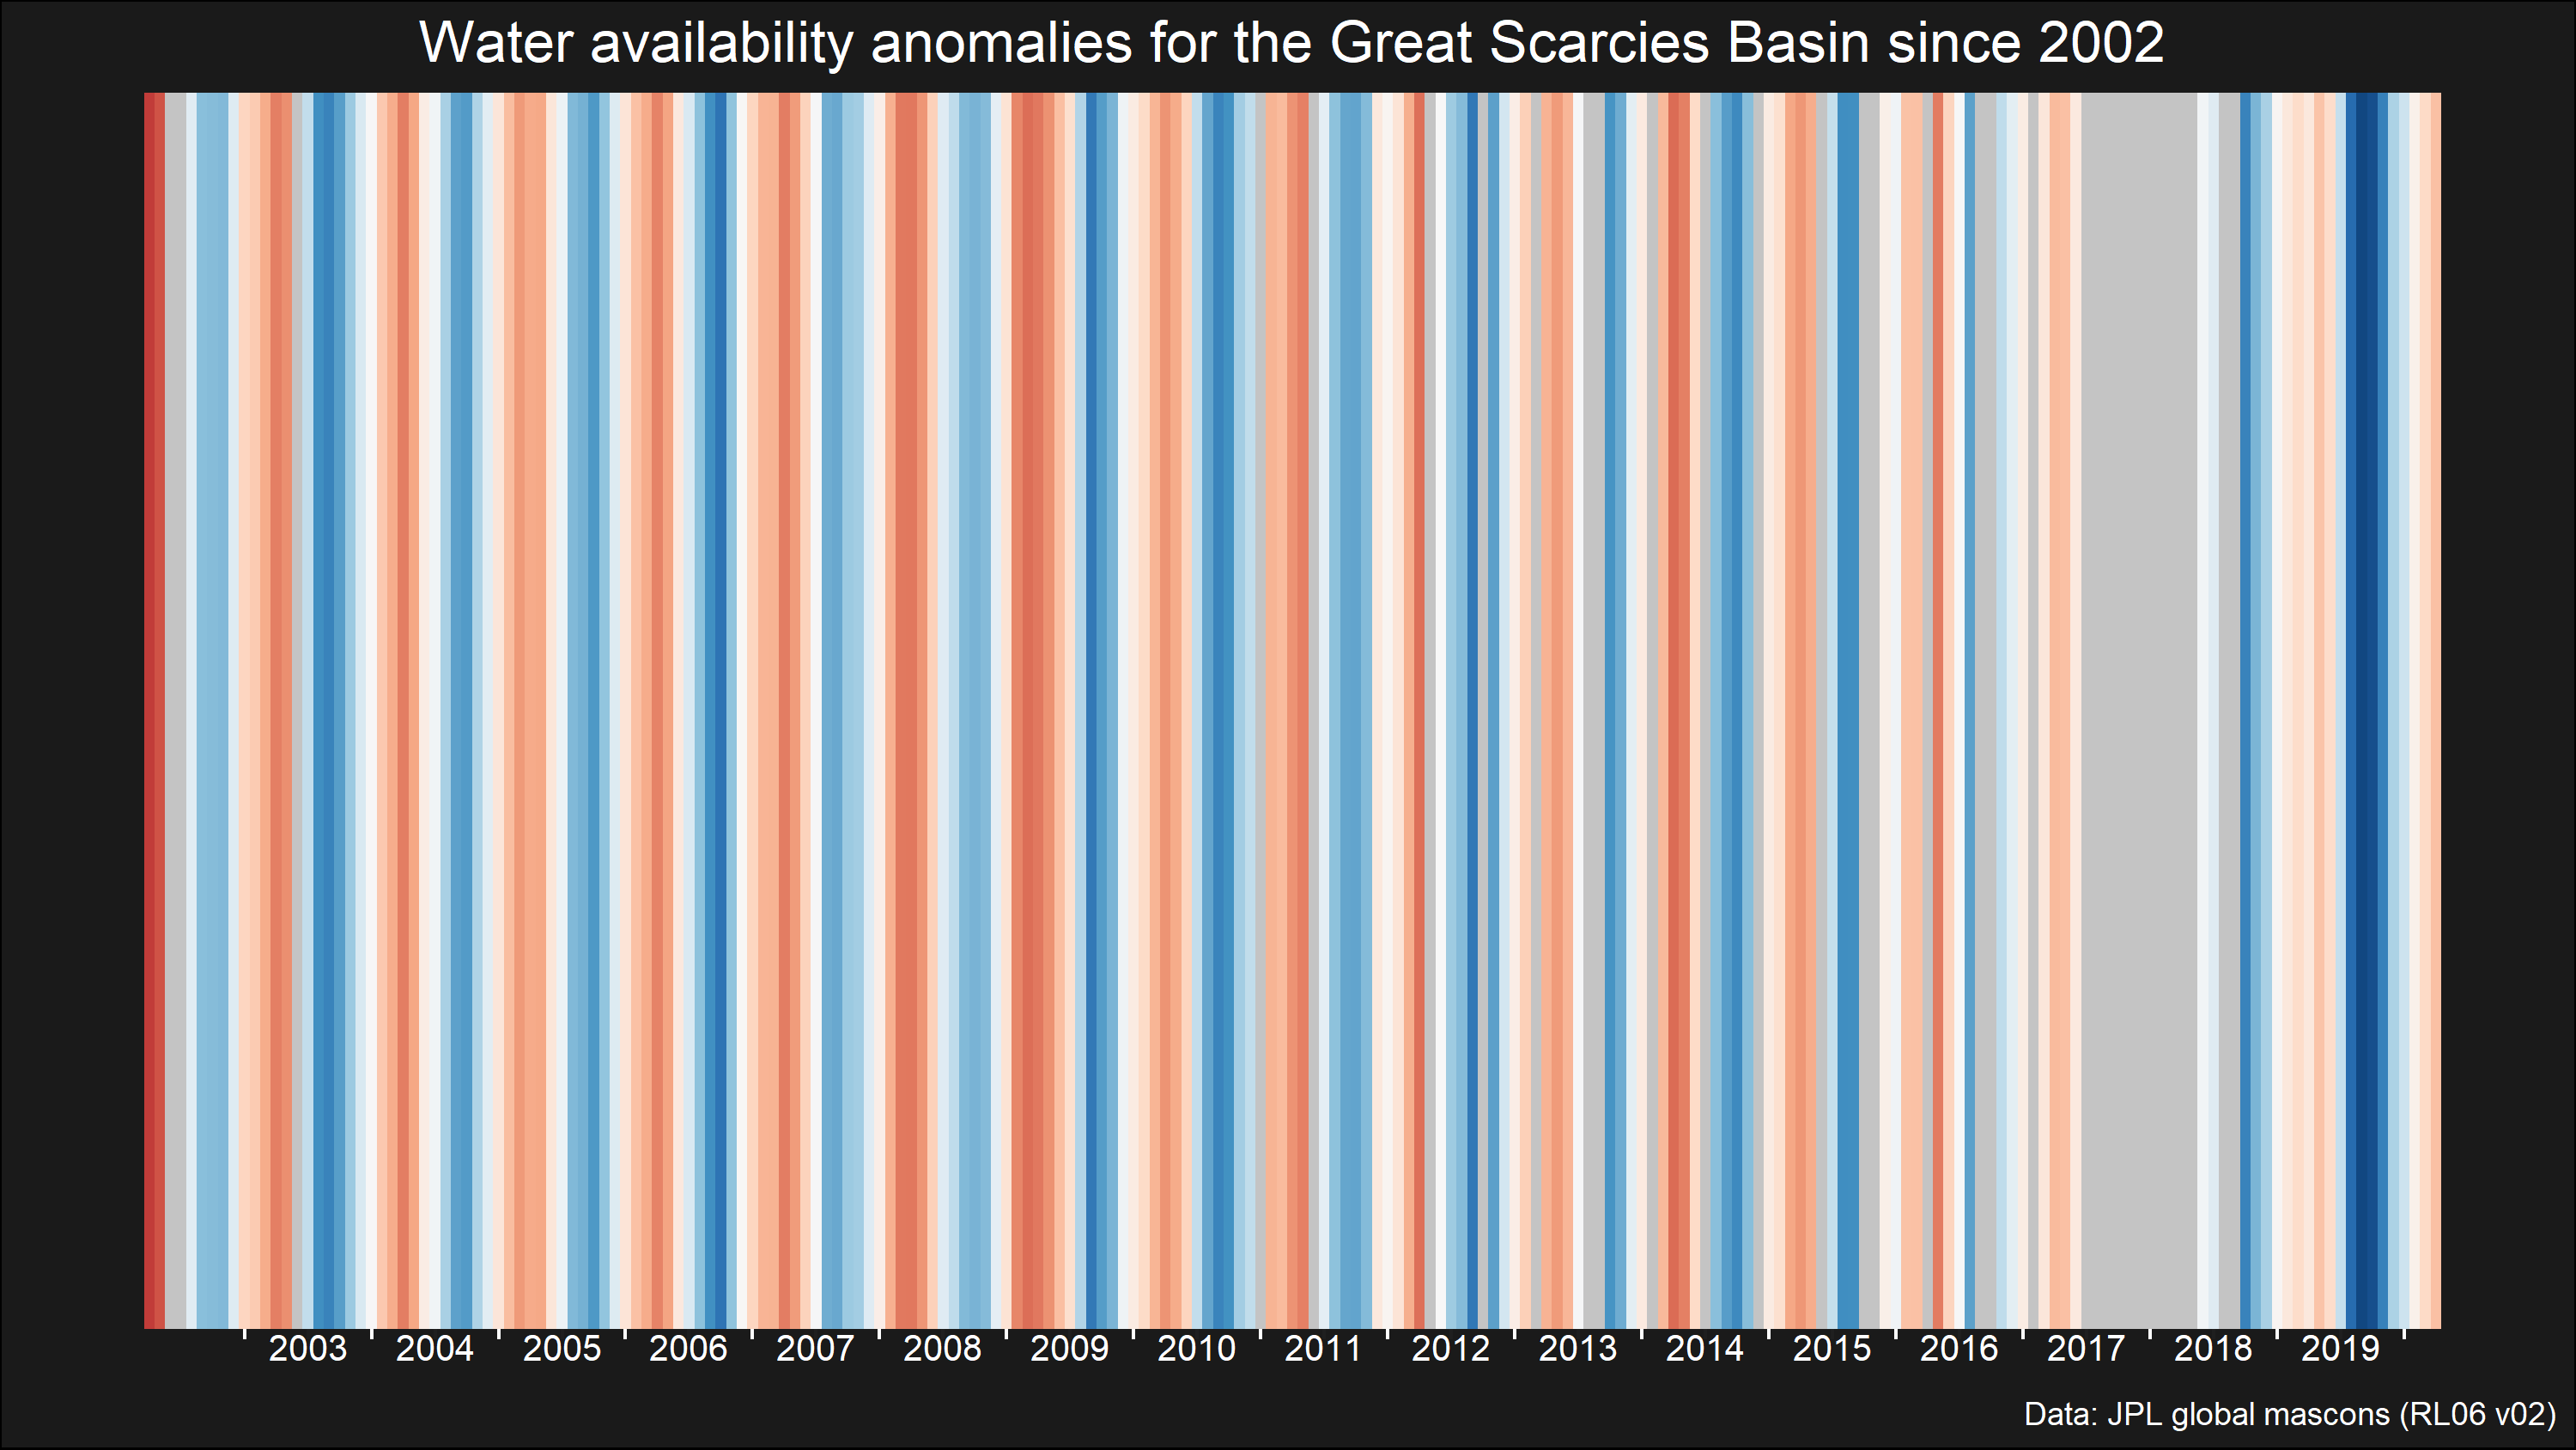 Water availability anomalies for the Great Scarcies Basin since 2002
2003 2004 2005 2006 2007 2008 2009 2010 2011 2012 2013 2014 2015 2016 2017 2018 2019
Data: JPL global mascons (RL06 v02)